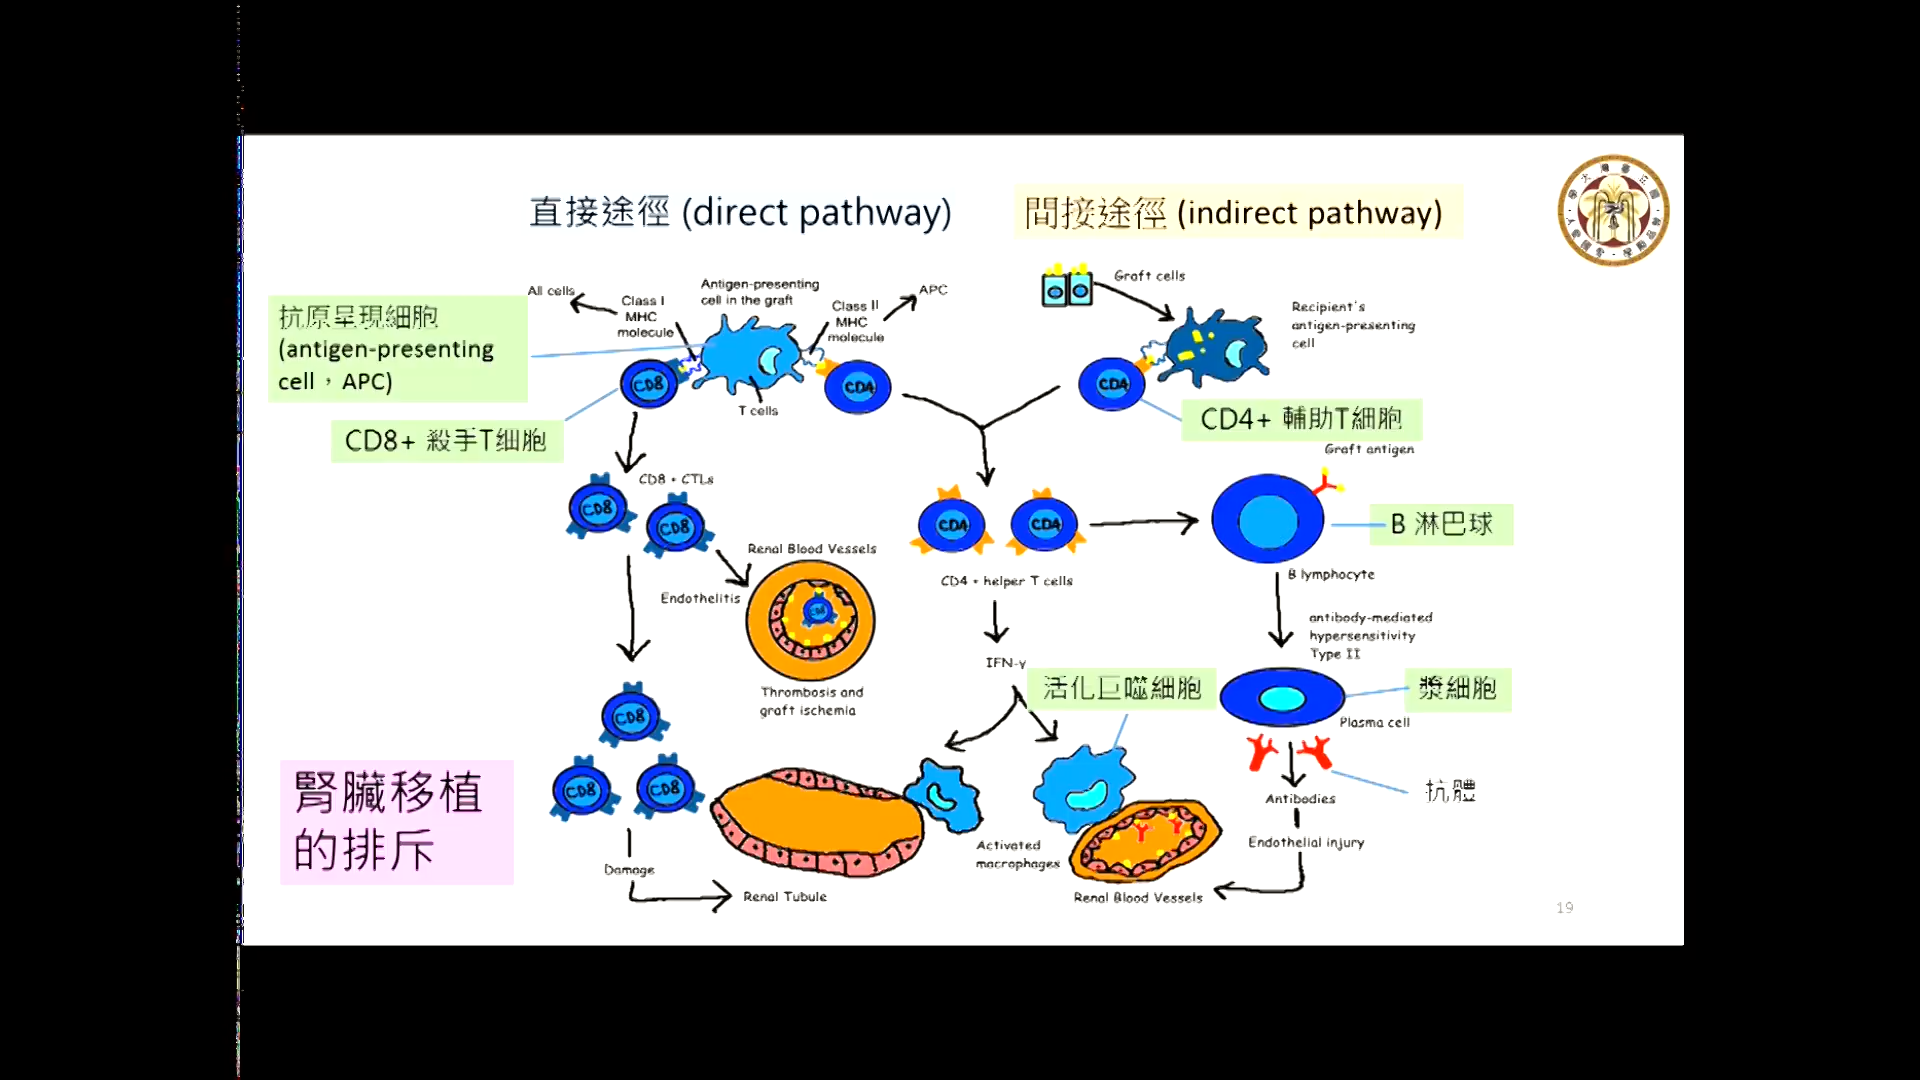 直接途徑 (direct pathway)
間接途徑 (indirect pathway)
All cells
Class I
MHC
molecule
Antigen-presenting
cell in the graft
Class II
MHC
molecule
APC
Graft cells
Recipient's
antigen-presenting
cell
抗原呈現細胞
(antigen-presenting
cell，APC)
CD8
CD4
T cells
CD4
CD8+ 殺手T细胞
CD4+ 輔助T細胞
Graft antigen
CD8 + CTLs
CD8
CD8
CD4
CD4
B 淋巴球
Renal Blood Vessels
Endothelitis
CD8
CD4 + helper T cells
B lymphocyte
antibody-mediated
hypersensitivity
Type II
IFN-γ
活化巨噬細胞
漿細胞
Thrombosis and
graft ischemia
Plasma cell
CD8
CD8
CD8
腎臟移植
的排斥
抗體
Antibodies
Activated
macrophages
Endothelial injury
Damage
Renal Tubule
Renal Blood Vessels
19